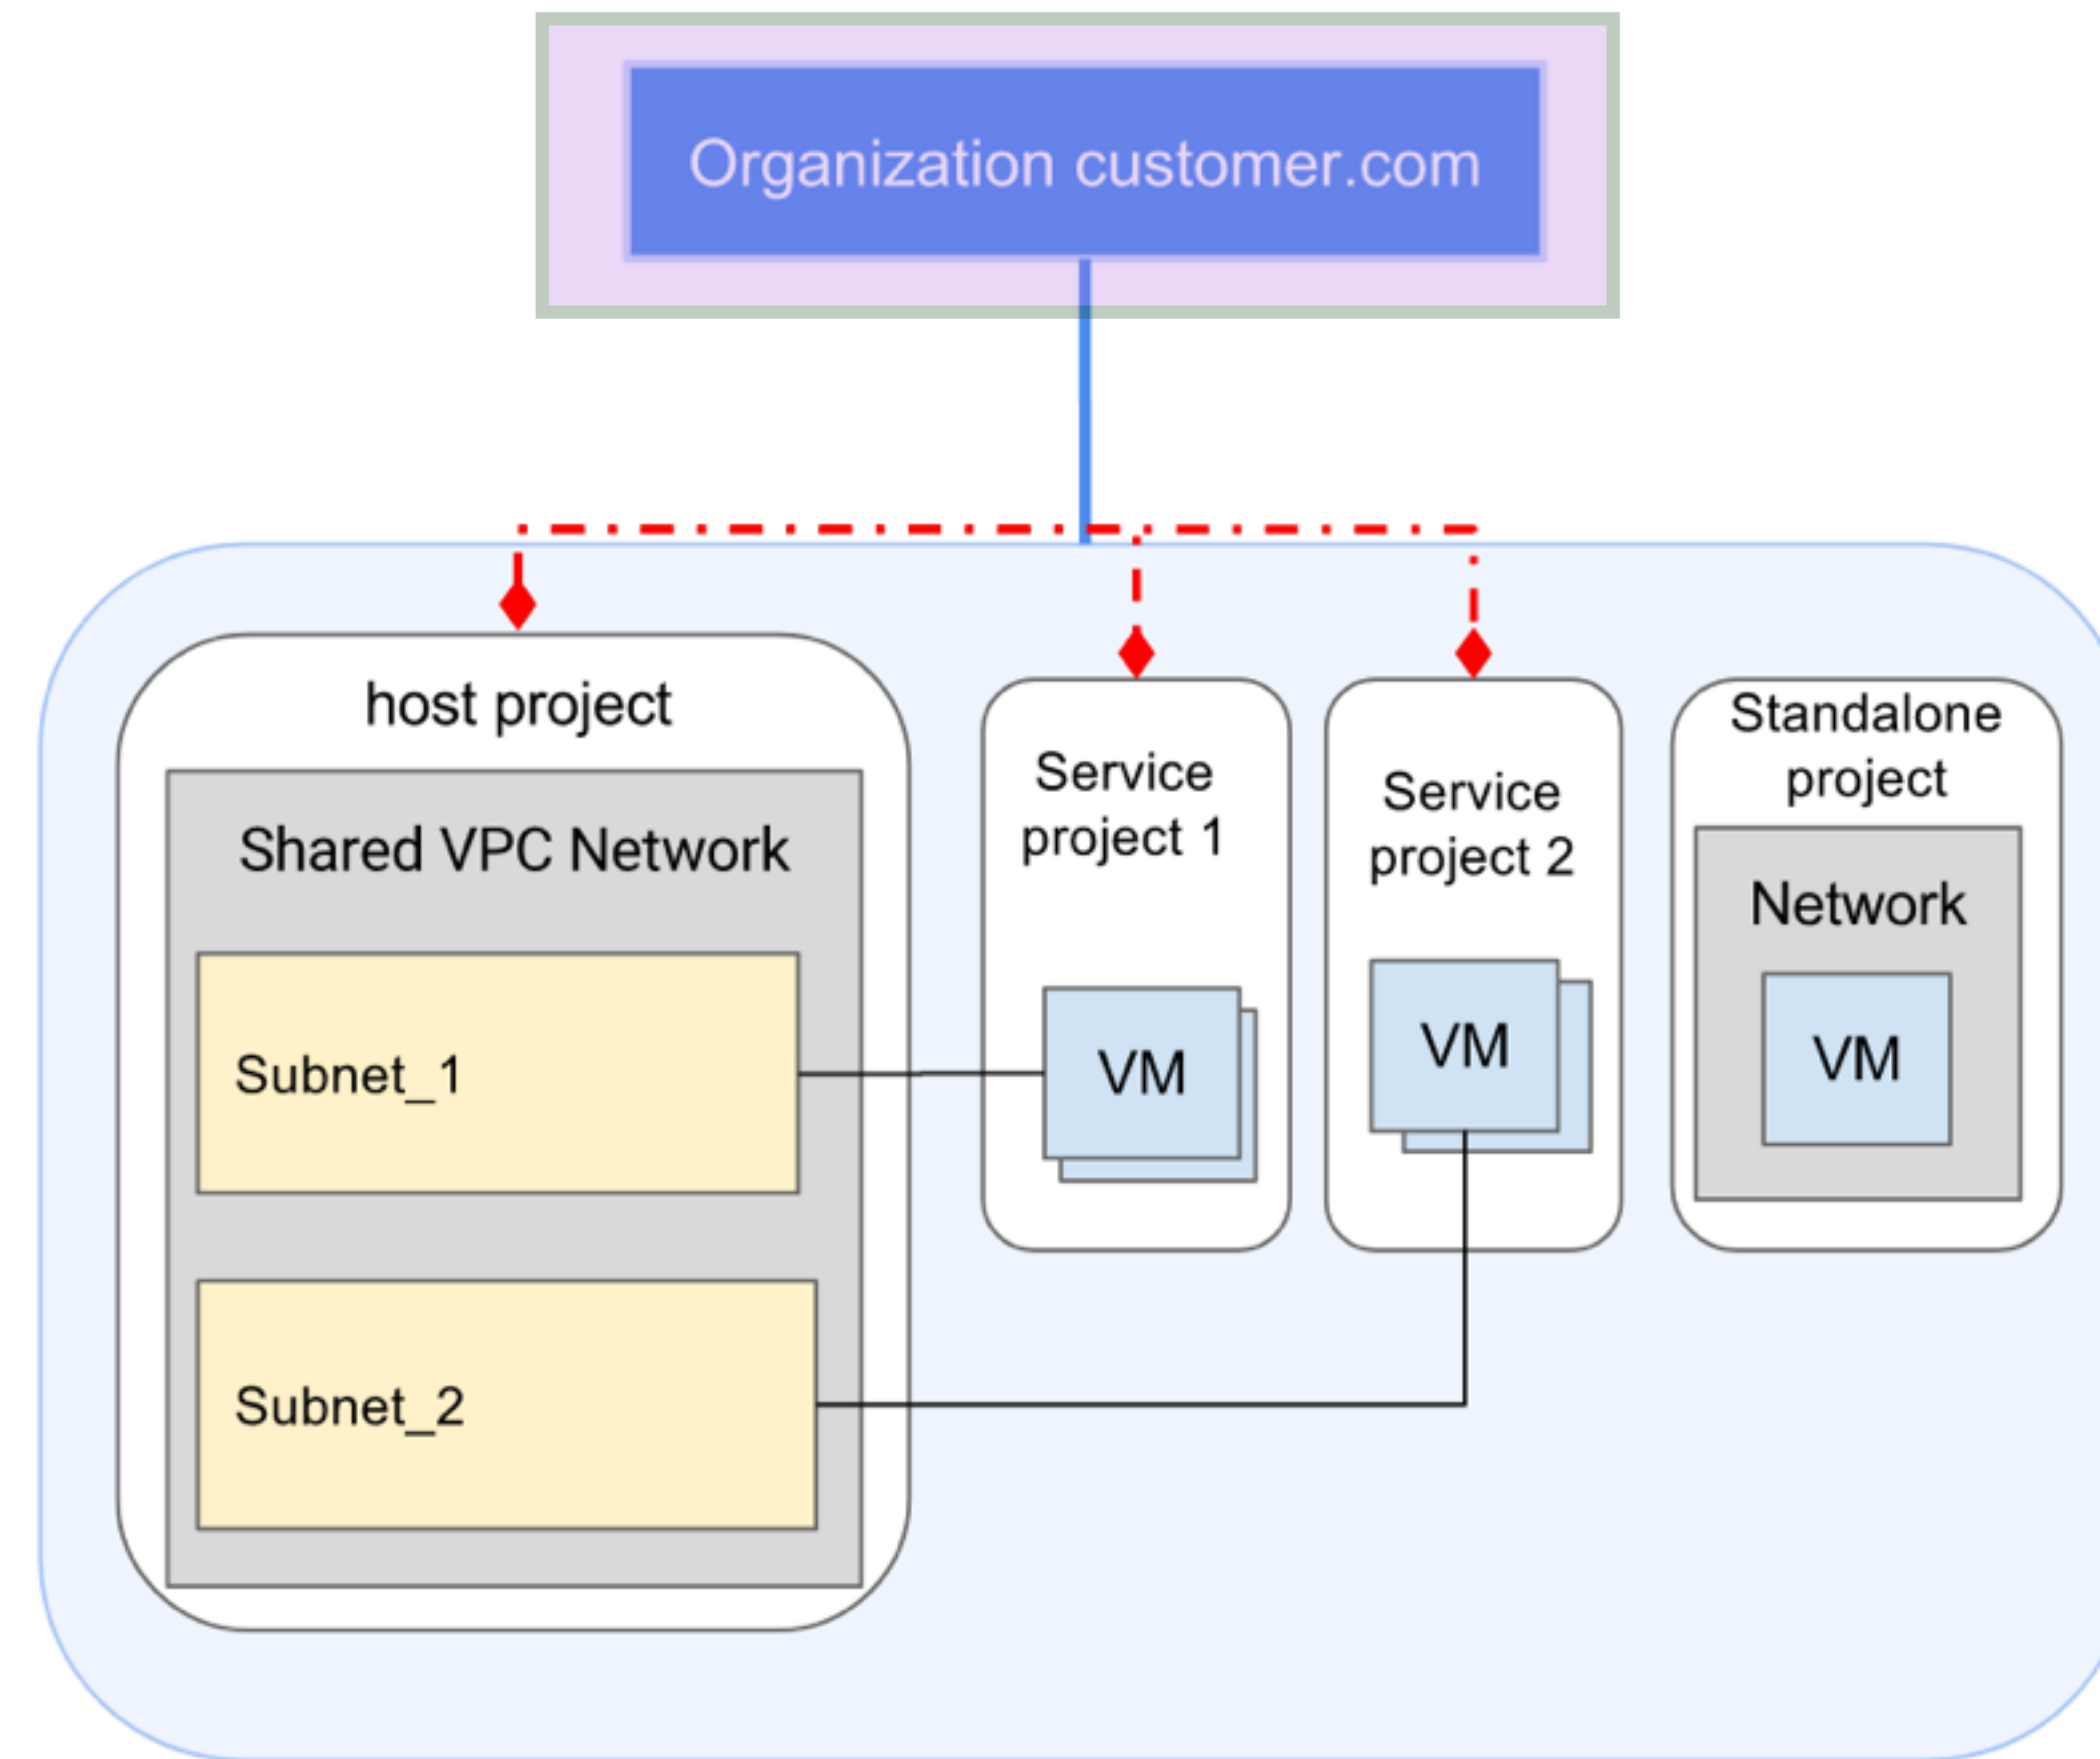 Organization customer.com
host project
Shared VPC Network
Subnet_1
Subnet_2
Service
project 1
VM
Service
project 2
VM
Standalone
project
Network
VM